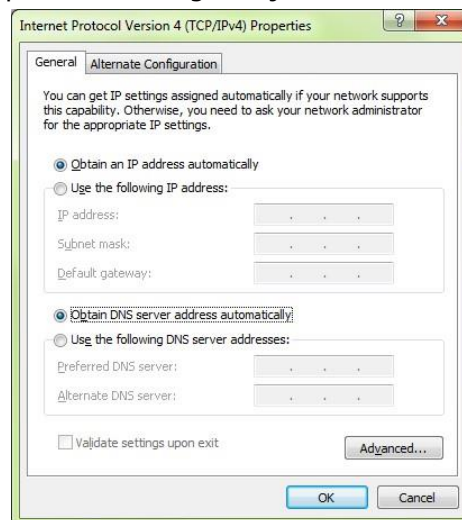 Internet Protocol Version 4 (TCP/IPv4) Properties
General
Alternate Configuration
You can get IP settings assigned automatically if your network supports
this capability. Otherwise, you need to ask your network administrator
for the appropriate IP settings.
Obtain an IP address automatically
Use the following IP address:
IP address:
Subnet mask:
Default gateway:
Obtain DNS server address automatically
Use the following DNS server addresses:
Preferred DNS server:
Alternate DNS server:
Validate settings upon exit
Advanced...
OK
Cancel